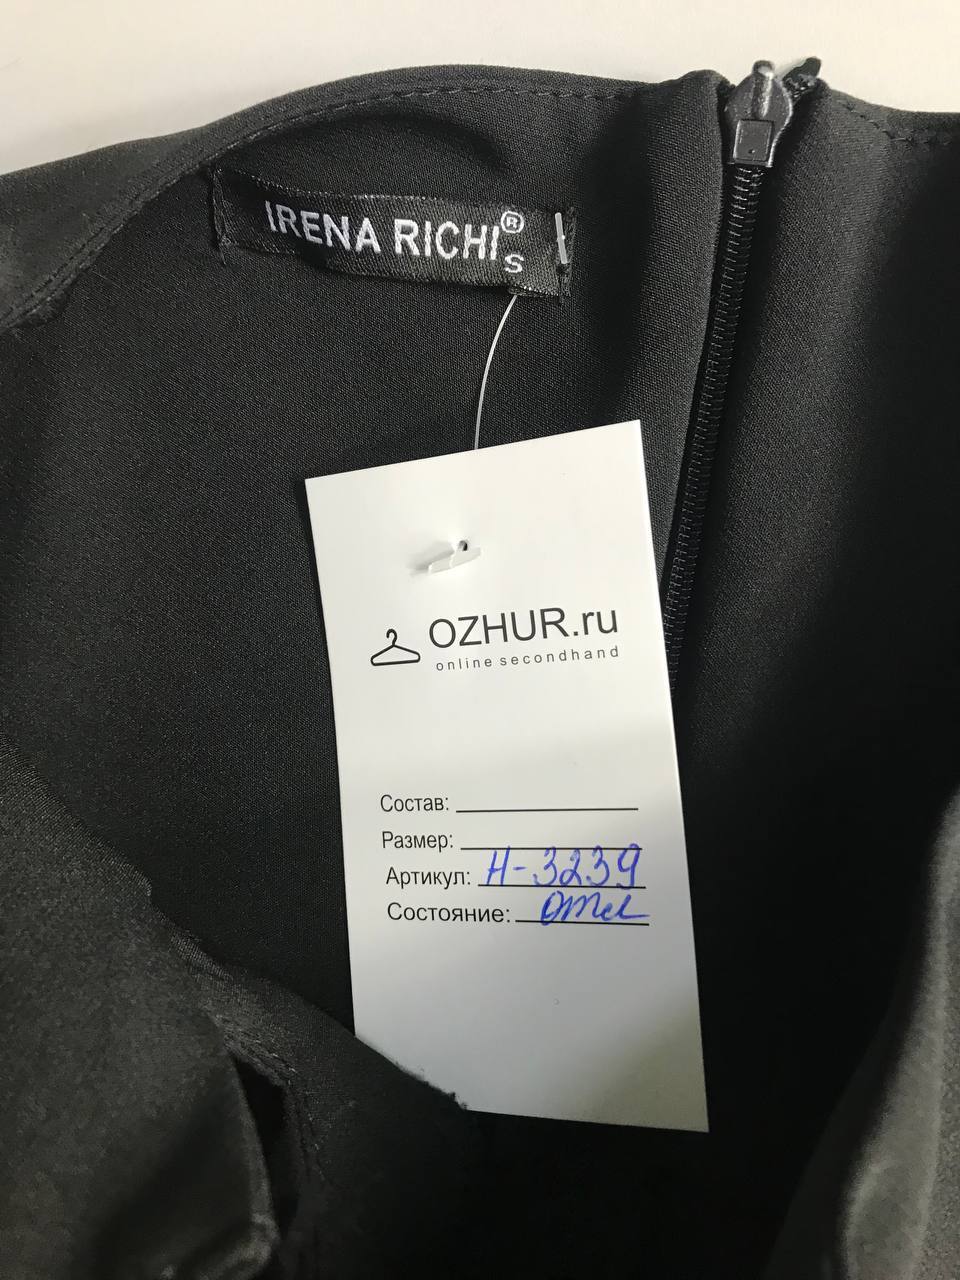 IRENA RICHI®
S
OZHUR.ru
online secondhand
Состав:
Размер:
Артикул: Н-3239
Состояние: отл